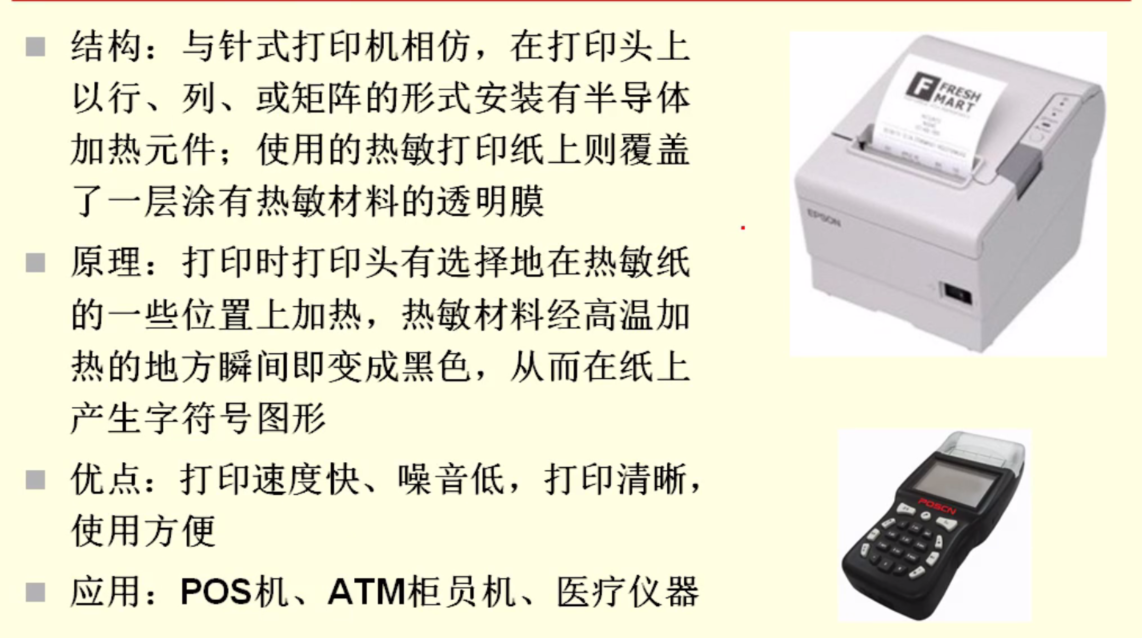 结构：与针式打印机相仿，在打印头上
以行、列、或矩阵的形式安装有半导体
加热元件；使用的热敏打印纸上则覆盖
了一层涂有热敏材料的透明膜
原理：打印时打印头有选择地在热敏纸
的一些位置上加热，热敏材料经高温加
热的地方瞬间即变成黑色，从而在纸上
产生字符号图形
优点：打印速度快、噪音低，打印清晰，
使用方便
应用：POS机、ATM柜员机、医疗仪器
F FRESH
MART
EPSON
POSCN